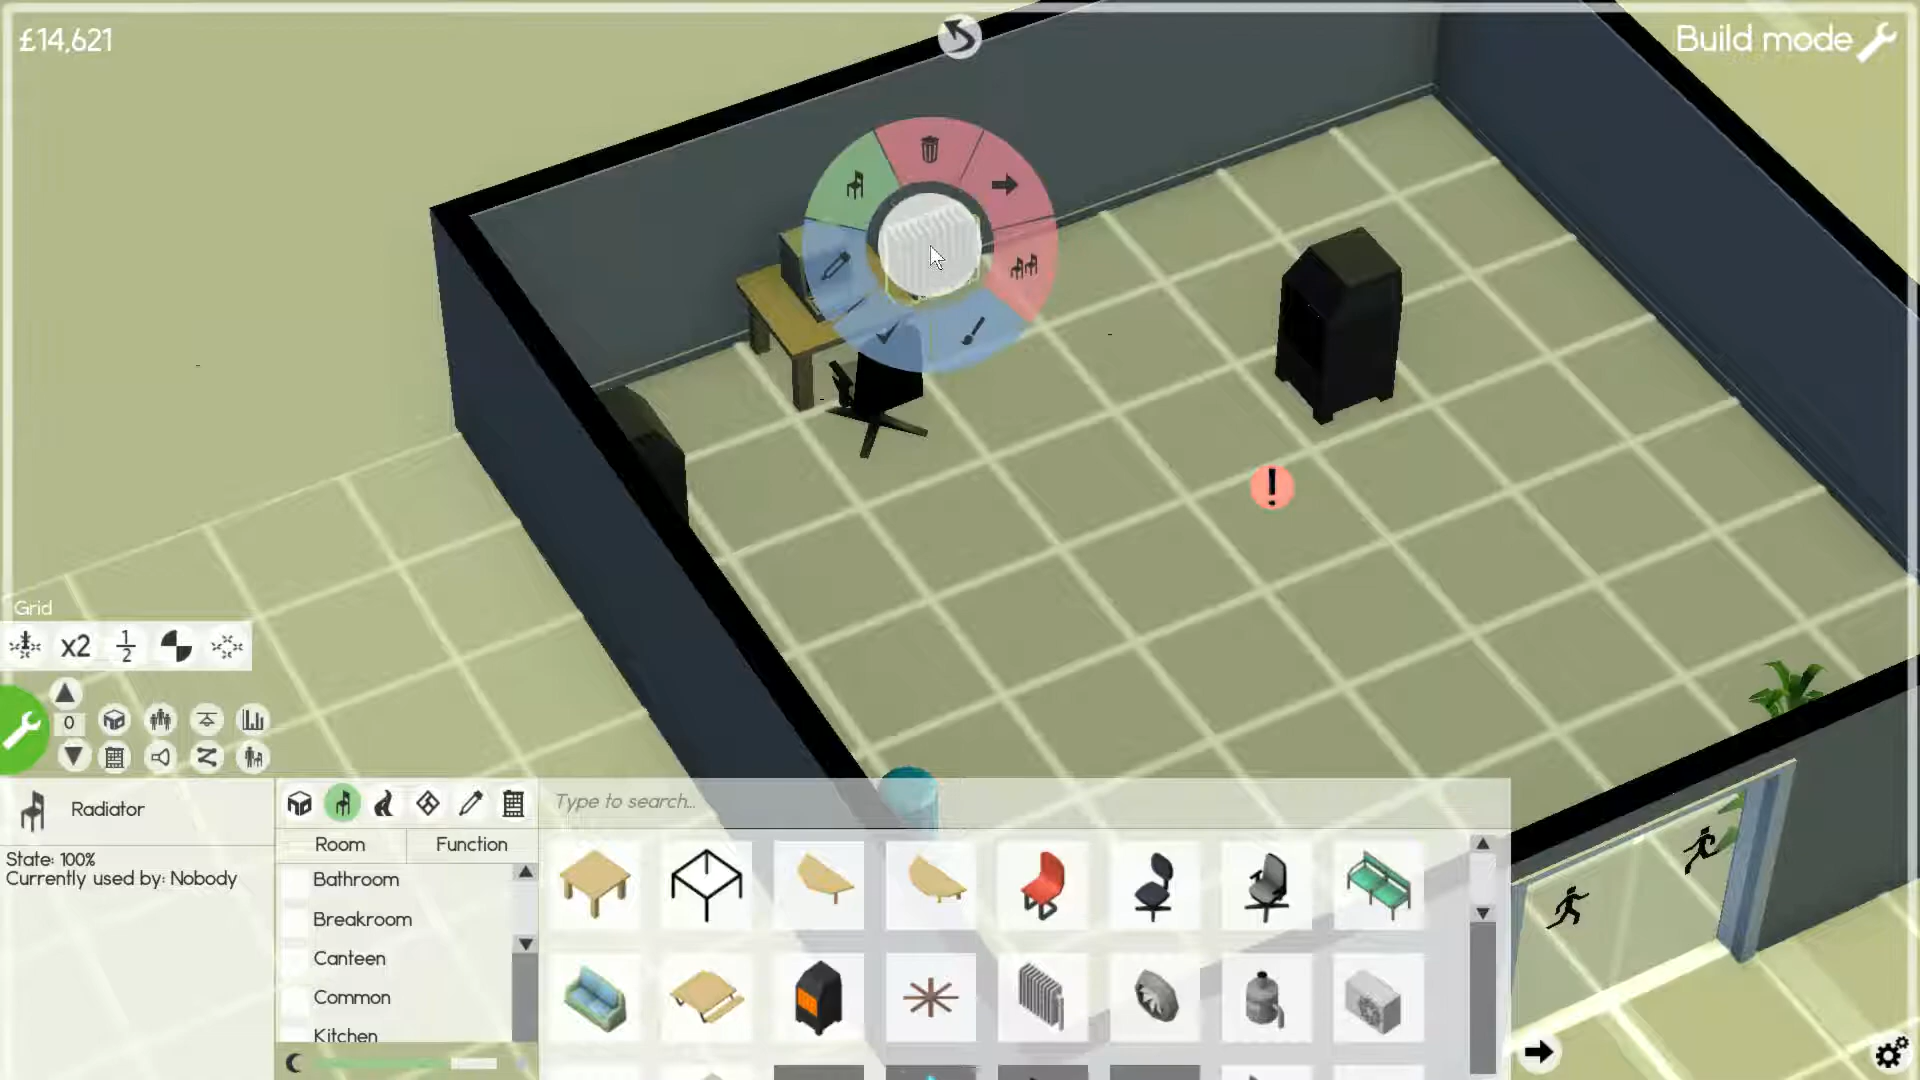 £14,621
Build mode
!
Grid
x2
1
2
0
Radiator
State: 100%
Currently used by: Nobody
Room
Function
Bathroom
Breakroom
Canteen
Common
Kitchen
Type to search...